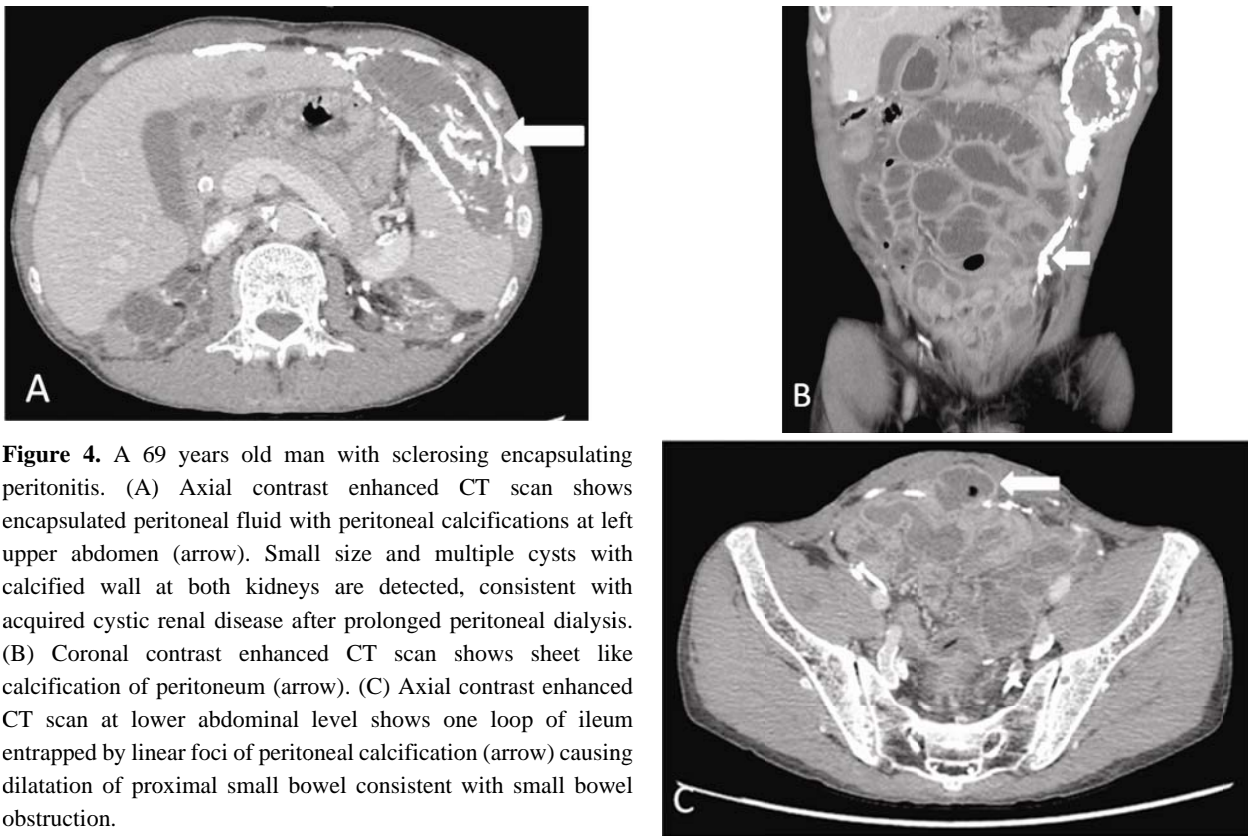 A
B
Figure 4. A 69 years old man with sclerosing encapsulating
peritonitis. (A) Axial contrast enhanced CT scan shows
encapsulated peritoneal fluid with peritoneal calcifications at left
upper abdomen (arrow). Small size and multiple cysts with
calcified wall at both kidneys are detected, consistent with
acquired cystic renal disease after prolonged peritoneal dialysis.
(B) Coronal contrast enhanced CT scan shows sheet like
calcification of peritoneum (arrow). (C) Axial contrast enhanced
CT scan at lower abdominal level shows one loop of ileum
entrapped by linear foci of peritoneal calcification (arrow) causing
dilatation of proximal small bowel consistent with small bowel
obstruction.
C